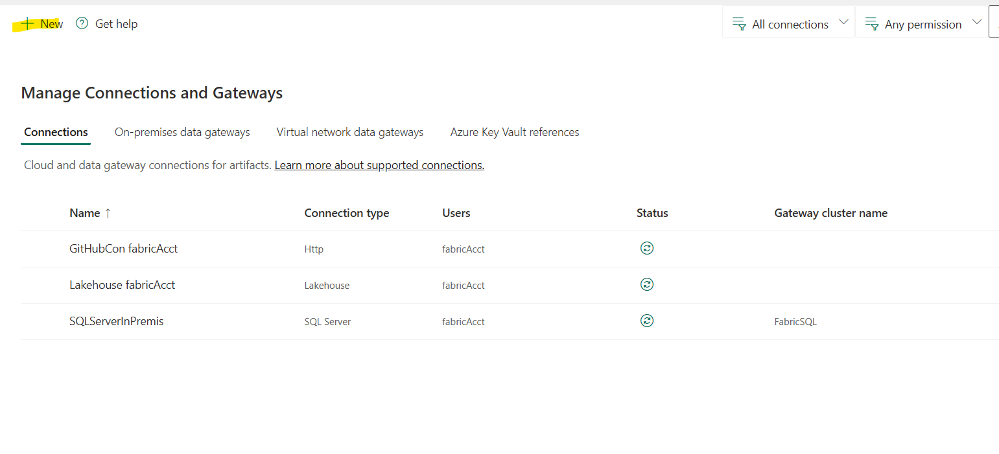 New Get help All connections Any permission
Manage Connections and Gateways
Connections On-premises data gateways Virtual network data gateways Azure Key Vault references
Cloud and data gateway connections for artifacts. Learn more about supported connections.
Name ↑ Connection type Users Status Gateway cluster name
GitHubCon fabricAcct Http fabricAcct
Lakehouse fabricAcct Lakehouse fabricAcct
SQLServerInPremis SQL Server fabricAcct FabricSQL